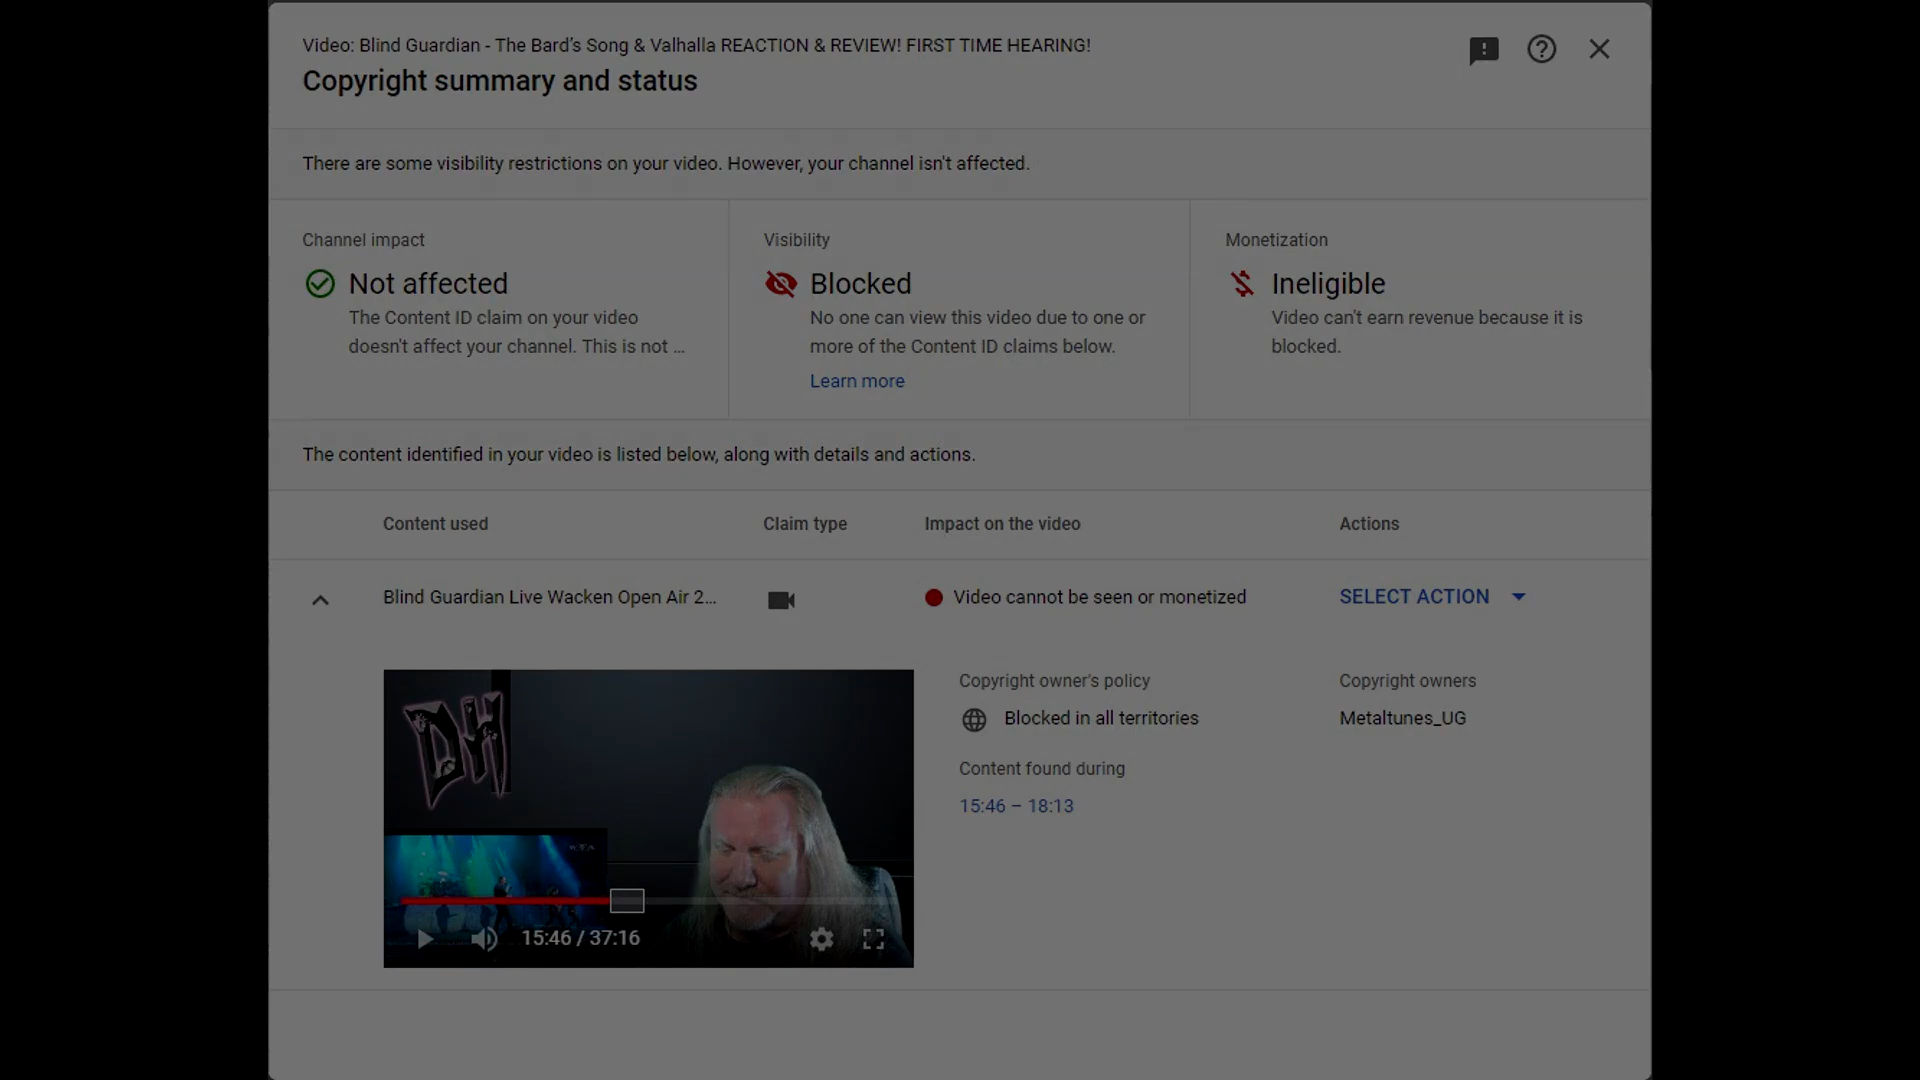 Video: Blind Guardian - The Bard's Song & Valhalla REACTION & REVIEW! FIRST TIME HEARING!
Copyright summary and status
There are some visibility restrictions on your video. However, your channel isn't affected.
Channel impact
Not affected
The Content ID claim on your video
doesn't affect your channel. This is not ...
Visibility
Blocked
No one can view this video due to one or
more of the Content ID claims below.
Learn more
Monetization
Ineligible
Video can't earn revenue because it is
blocked.
The content identified in your video is listed below, along with details and actions.
Content used
Claim type
Impact on the video
Actions
Blind Guardian Live Wacken Open Air 2...
Video cannot be seen or monetized
SELECT ACTION
DH
15:46 / 37:16
Copyright owner's policy
Blocked in all territories
Content found during
15:46 – 18:13
Copyright owners
Metaltunes_UG